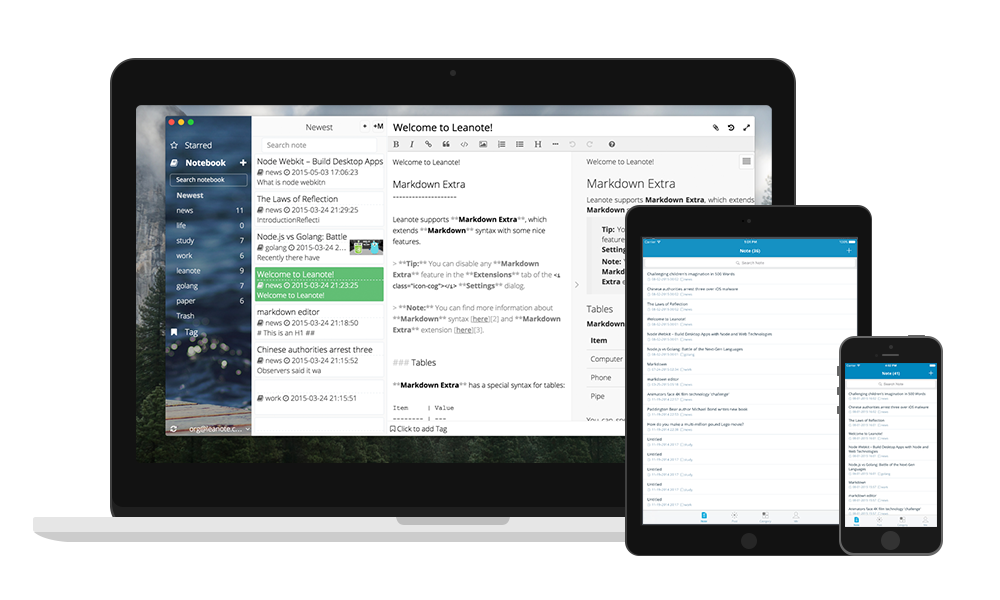 Starred
Notebook +
Search notebook
Newest
news 11
life 0
study 7
work 6
leanote 9
golang 7
paper 6
Trash
Tag
org@leanote.c...
Newest
+ +M
Search note
Node Webkit – Build Desktop Apps
news 2015-05-03 17:06:23
What is node webkitn
The Laws of Reflection
news 2015-03-24 21:29:25
IntroductionReflecti
Node.js vs Golang: Battle
golang 2015-03-24 2...
Recently there have
Welcome to Leanote!
news 2015-03-24 21:23:25
Welcome to Leanote!
markdown editor
news 2015-03-24 21:18:50
# This is an H1 ##
Chinese authorities arrest three
news 2015-03-24 21:15:52
Observers said it wa
work 2015-03-24 21:15:51
Welcome to Leanote!
B I H
Welcome to Leanote!
Markdown Extra
--------------------
Leanote supports **Markdown Extra**, which
extends **Markdown** syntax with some nice
features.
> **Tip:** You can disable any **Markdown
Extra** feature in the **Extensions** tab of the <i
class="icon-cog"></i> **Settings** dialog.
> **Note:** You can find more information about
**Markdown** syntax [here][2] and **Markdown
Extra** extension [here][3].
### Tables
**Markdown Extra** has a special syntax for tables:
Item | Value
-------- | ---
Click to add Tag
Welcome to Leanote!
Markdown Extra
Leanote supports Markdown Extra, which extends
Markdown
Tip: You
feature
Setting
Note: 
Markd
Extra
Tables
Markdown
Item
Computer
Phone
Pipe
You can
Note (36)
Search Note
Challenging children's imagination in 500 Words
Chinese authorities arrest three over iOS malware
The Laws of Reflection
Welcome to Leanote!
Node Webkit – Build Desktop Apps with Node and Web Technologies
Node.js vs Golang: Battle of the Next-Gen Languages
Markdown
markdown editor
Animators face 4K film technology 'challenge'
Paddington Bear author Michael Bond writes new book
How do you make a multi-million pound Lego movie?
Untitled
Untitled
Untitled
Untitled
Untitled
Note
Note (41)
Search Note
Challenging children's imagination in 500 Words
Chinese authorities arrest three over iOS malware
The Laws of Reflection
Welcome to Leanote!
Node Webkit – Build Desktop Apps with Node and
Web Technologies
Node.js vs Golang: Battle of the Next-Gen
Languages
Markdown
markdown editor
Animators face 4K film technology 'challenge'